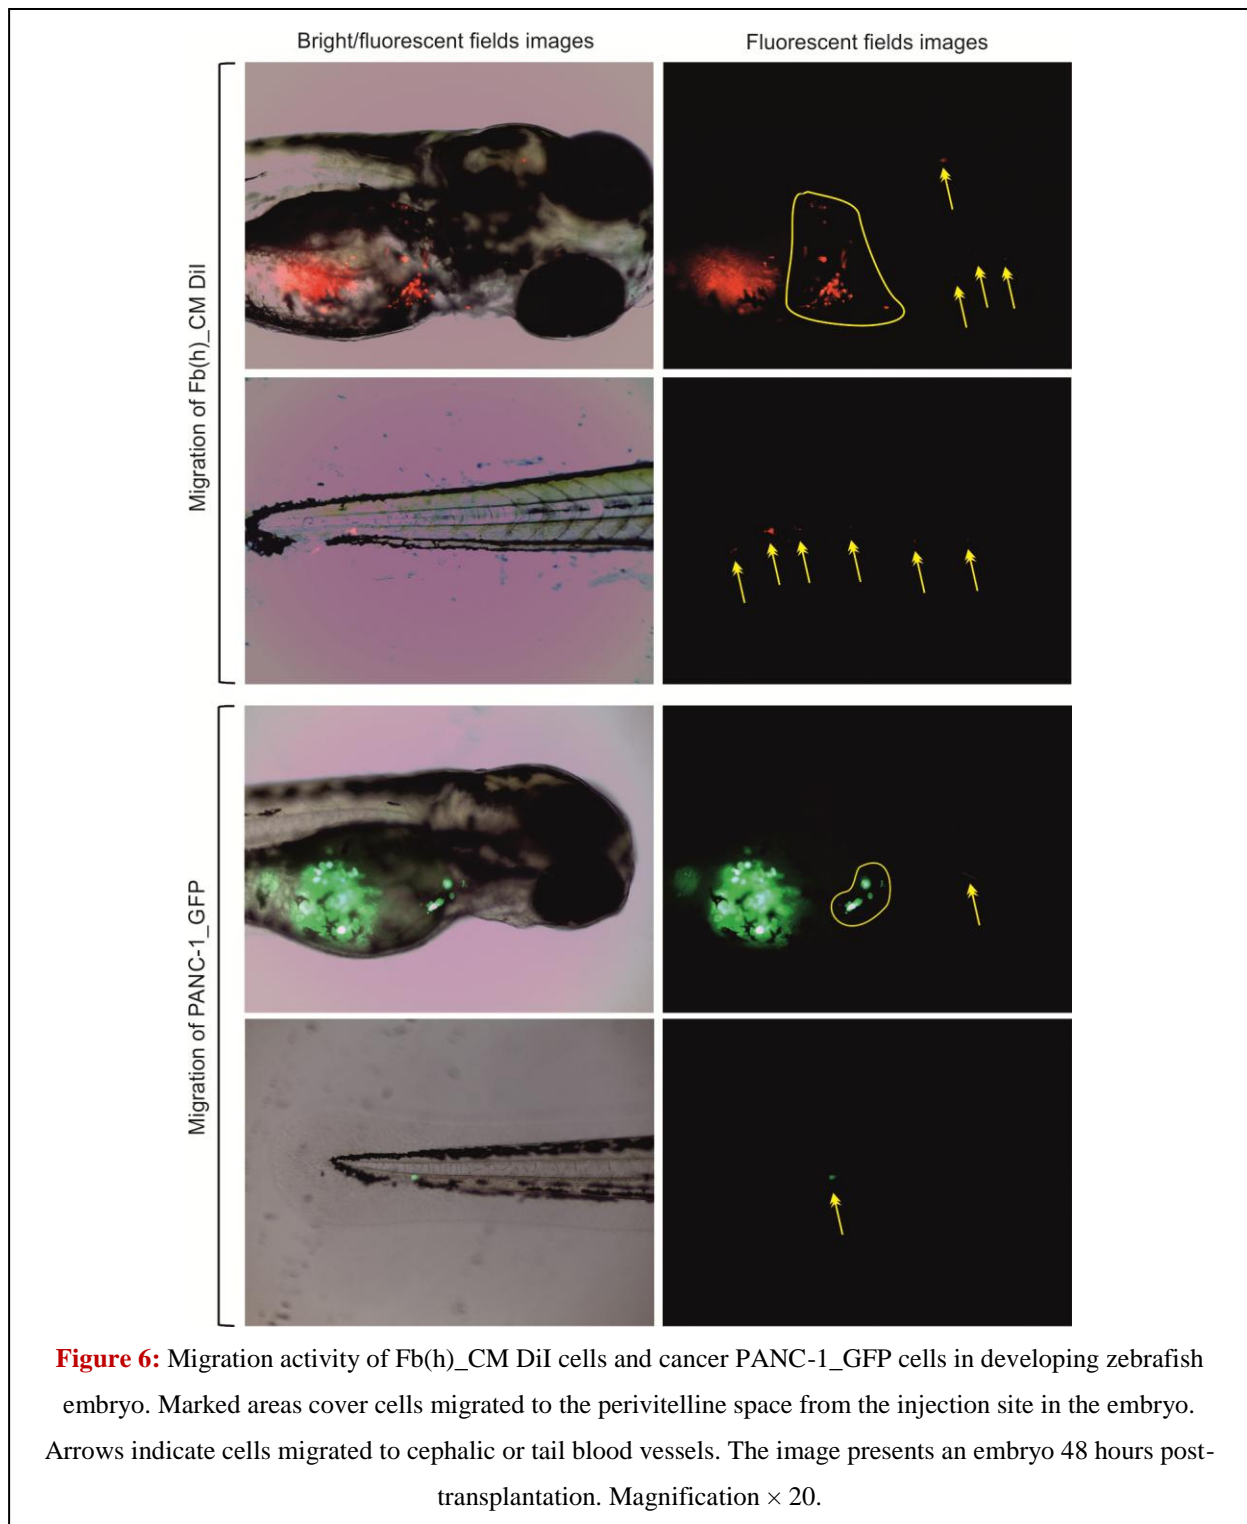 Bright/fluorescent fields images
Fluorescent fields images
Migration of Fb(h)_CM DiI
Migration of PANC-1_GFP
Figure 6: Migration activity of Fb(h)_CM DiI cells and cancer PANC-1_GFP cells in developing zebrafish
embryo. Marked areas cover cells migrated to the perivitelline space from the injection site in the embryo.
Arrows indicate cells migrated to cephalic or tail blood vessels. The image presents an embryo 48 hours post-
transplantation. Magnification × 20.